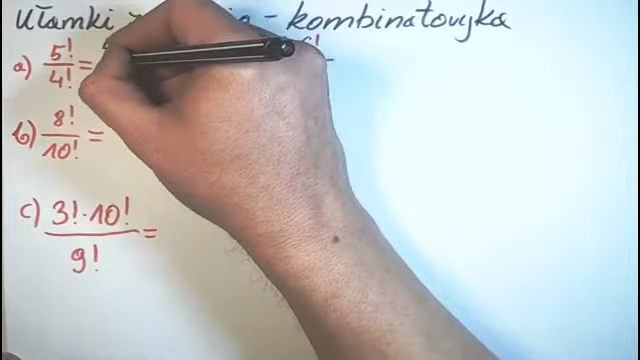 Ułamki - kombinatoryka
a) 5!/4! =
b) 8!/10! =
c) 3!·10!/9! =